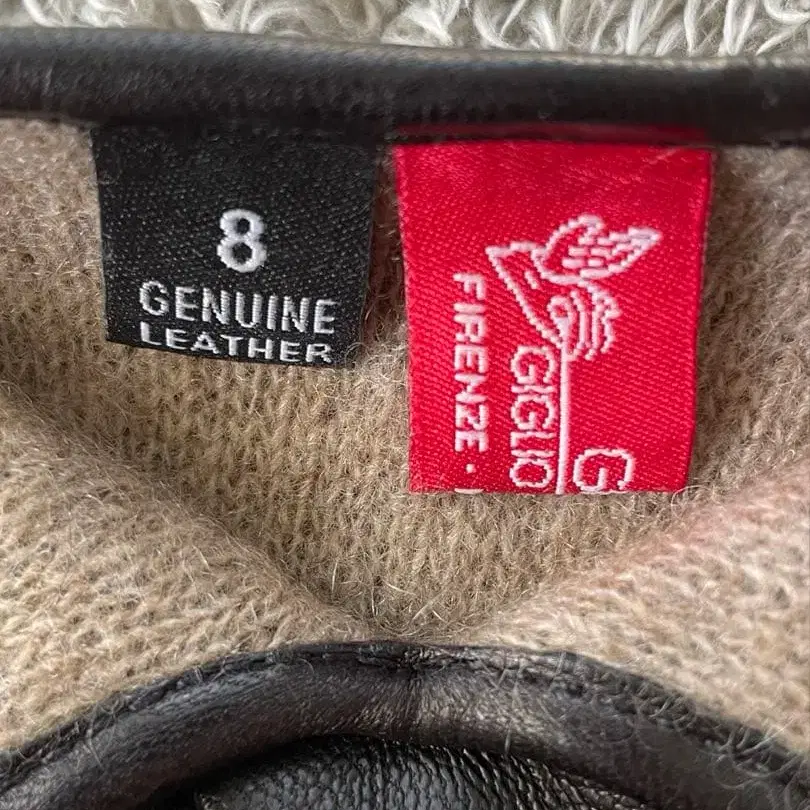 8
GENUINE
LEATHER
GIGLIO
FIRENZE ·